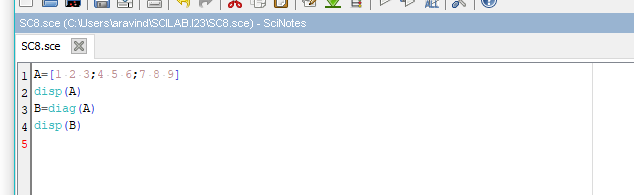 SC8.sce (C:\Users\aravind\SCILAB.I23\SC8.sce) - SciNotes
SC8.sce
1 A=[1 2 3;4 5 6;7 8 9]
2 disp(A)
3 B=diag(A)
4 disp(B)
5